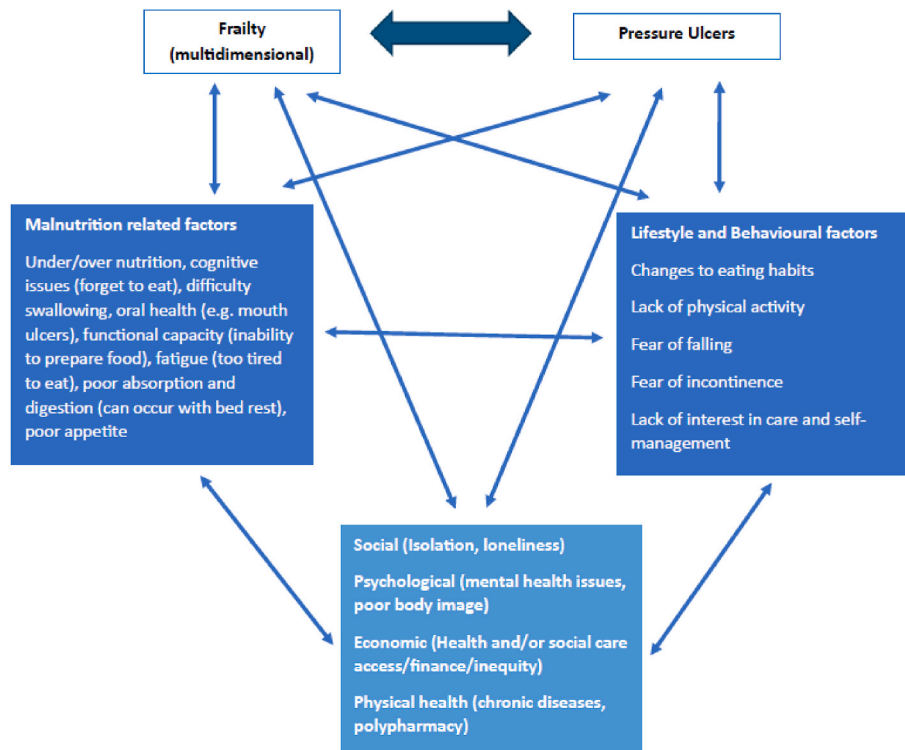 Frailty
(multidimensional)
Pressure Ulcers
Malnutrition related factors
Under/over nutrition, cognitive
issues (forget to eat), difficulty
swallowing, oral health (e.g. mouth
ulcers), functional capacity (inability
to prepare food), fatigue (too tired
to eat), poor absorption and
digestion (can occur with bed rest),
poor appetite
Lifestyle and Behavioural factors
Changes to eating habits
Lack of physical activity
Fear of falling
Fear of incontinence
Lack of interest in care and self-
management
Social (Isolation, loneliness)
Psychological (mental health issues,
poor body image)
Economic (Health and/or social care
access/finance/inequity)
Physical health (chronic diseases,
polypharmacy)